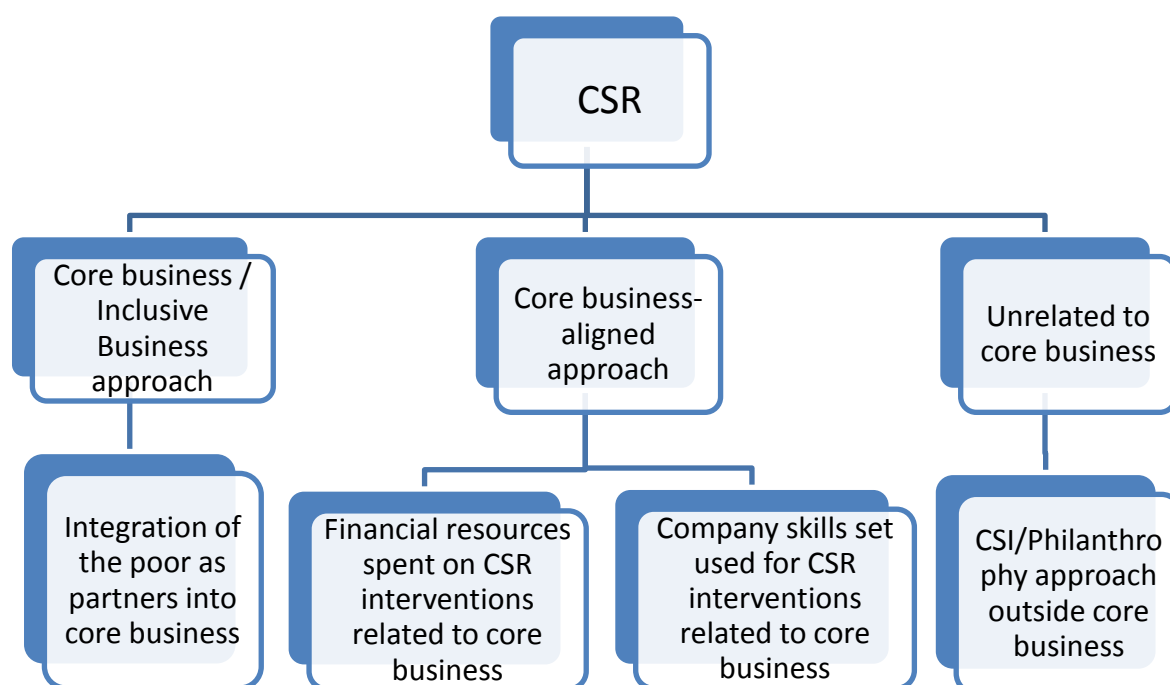 CSR
Core business /
Inclusive
Business
approach
Core business-
aligned
approach
Unrelated to
core business
Integration of
the poor as
partners into
core business
Financial resources
spent on CSR
interventions
related to core
business
Company skills set
used for CSR
interventions
related to core
business
CSI/Philanthro
phy approach
outside core
business